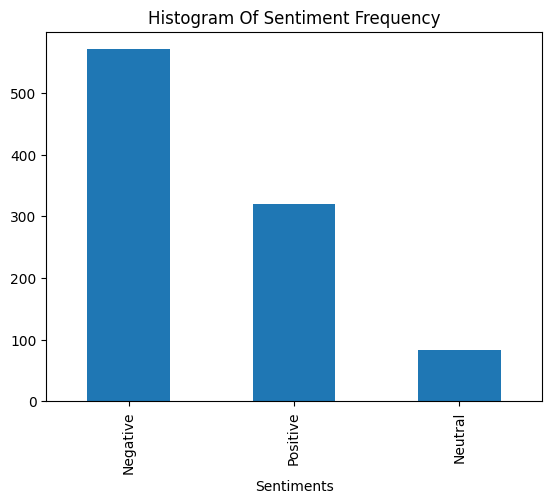 Histogram Of Sentiment Frequency
500
400
300
200
100
0
Negative
Positive
Neutral
Sentiments